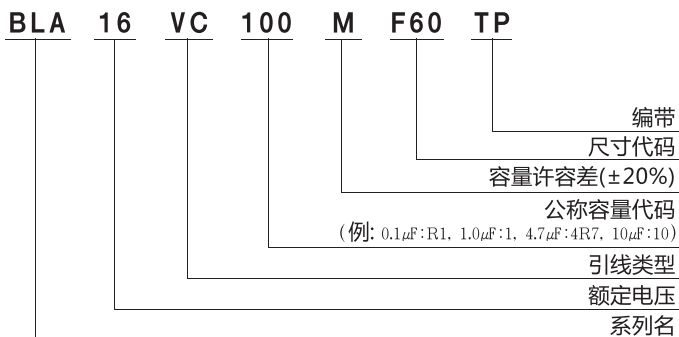 BLA 16 VC 100 M F60 TP
编带
尺寸代码
容量许容差(±20%)
公称容量代码
(例: 0.1μF:R1, 1.0μF:1, 4.7μF:4R7, 10μF:10)
引线类型
额定电压
系列名